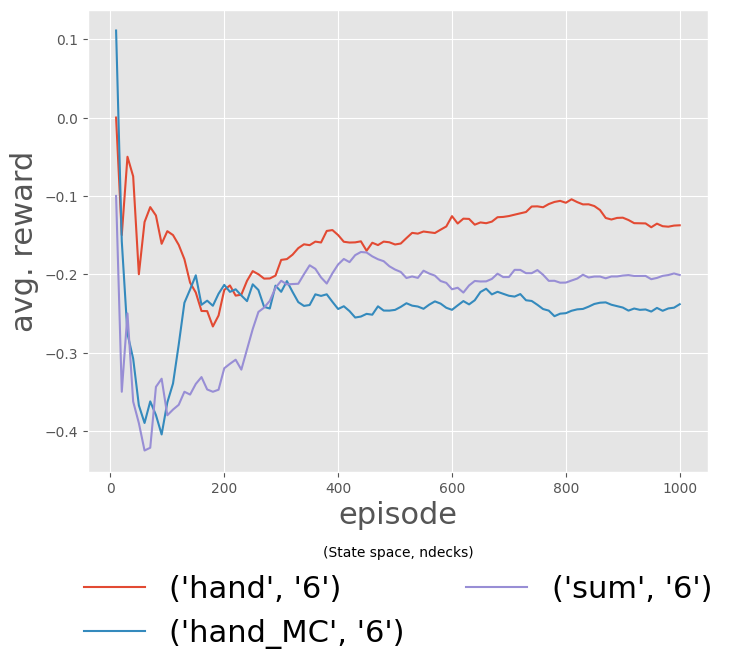 0.1
0.0
−0.1
−0.2
−0.3
−0.4
avg. reward
0 200 400 600 800 1000
episode
(State space, ndecks)
('hand', '6') ('sum', '6')
('hand_MC', '6')